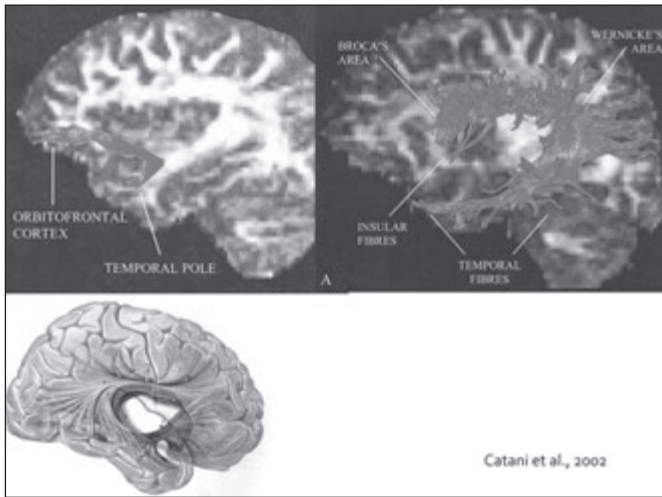 BROCA'S
AREA
WERNICKE'S
AREA
ORBITOFRONTAL
CORTEX
TEMPORAL POLE
INSULAR
FIBRES
TEMPORAL
FIBRES
A
Catani et al., 2002